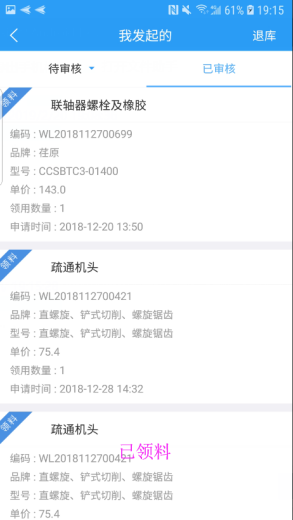 61% 19:15
我发起的 退库
待审核 已审核
领料
联轴器螺栓及橡胶
编码 : WL2018112700699
品牌 : 荏原
型号 : CCSBTC3-01400
单价 : 143.0
领用数量 : 1
申请时间 : 2018-12-20 13:50
领料
疏通机头
编码 : WL2018112700421
品牌 : 直螺旋、铲式切削、螺旋锯齿
型号 : 直螺旋、铲式切削、螺旋锯齿
单价 : 75.4
领用数量 : 1
申请时间 : 2018-12-28 14:32
领料
疏通机头
已领料
编码 : WL2018112700421
品牌 : 直螺旋、铲式切削、螺旋锯齿
型号 : 直螺旋、铲式切削、螺旋锯齿
单价 : 75.4